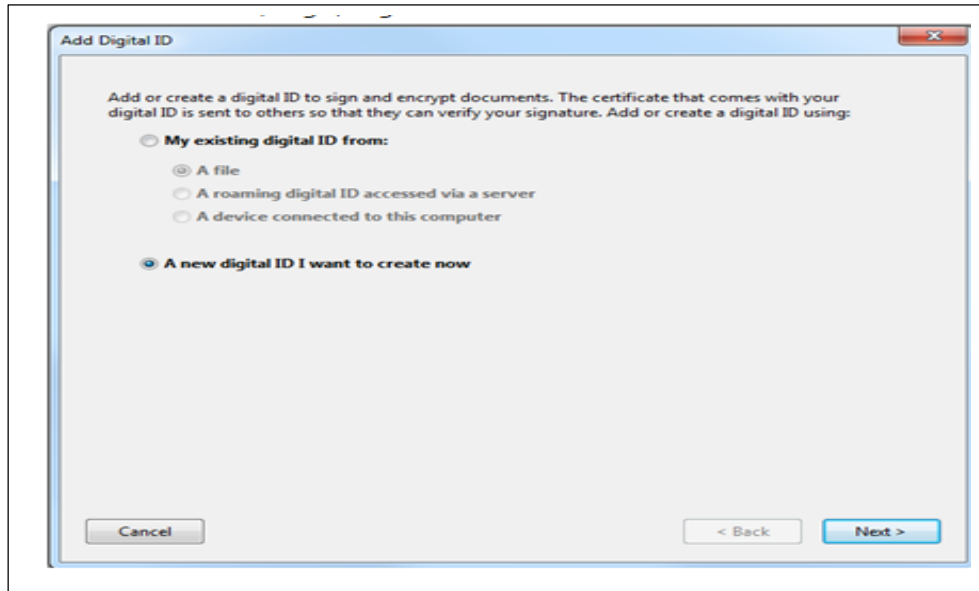 Add Digital ID
Add or create a digital ID to sign and encrypt documents. The certificate that comes with your
digital ID is sent to others so that they can verify your signature. Add or create a digital ID using:
My existing digital ID from:
A file
A roaming digital ID accessed via a server
A device connected to this computer
A new digital ID I want to create now
Cancel
< Back
Next >